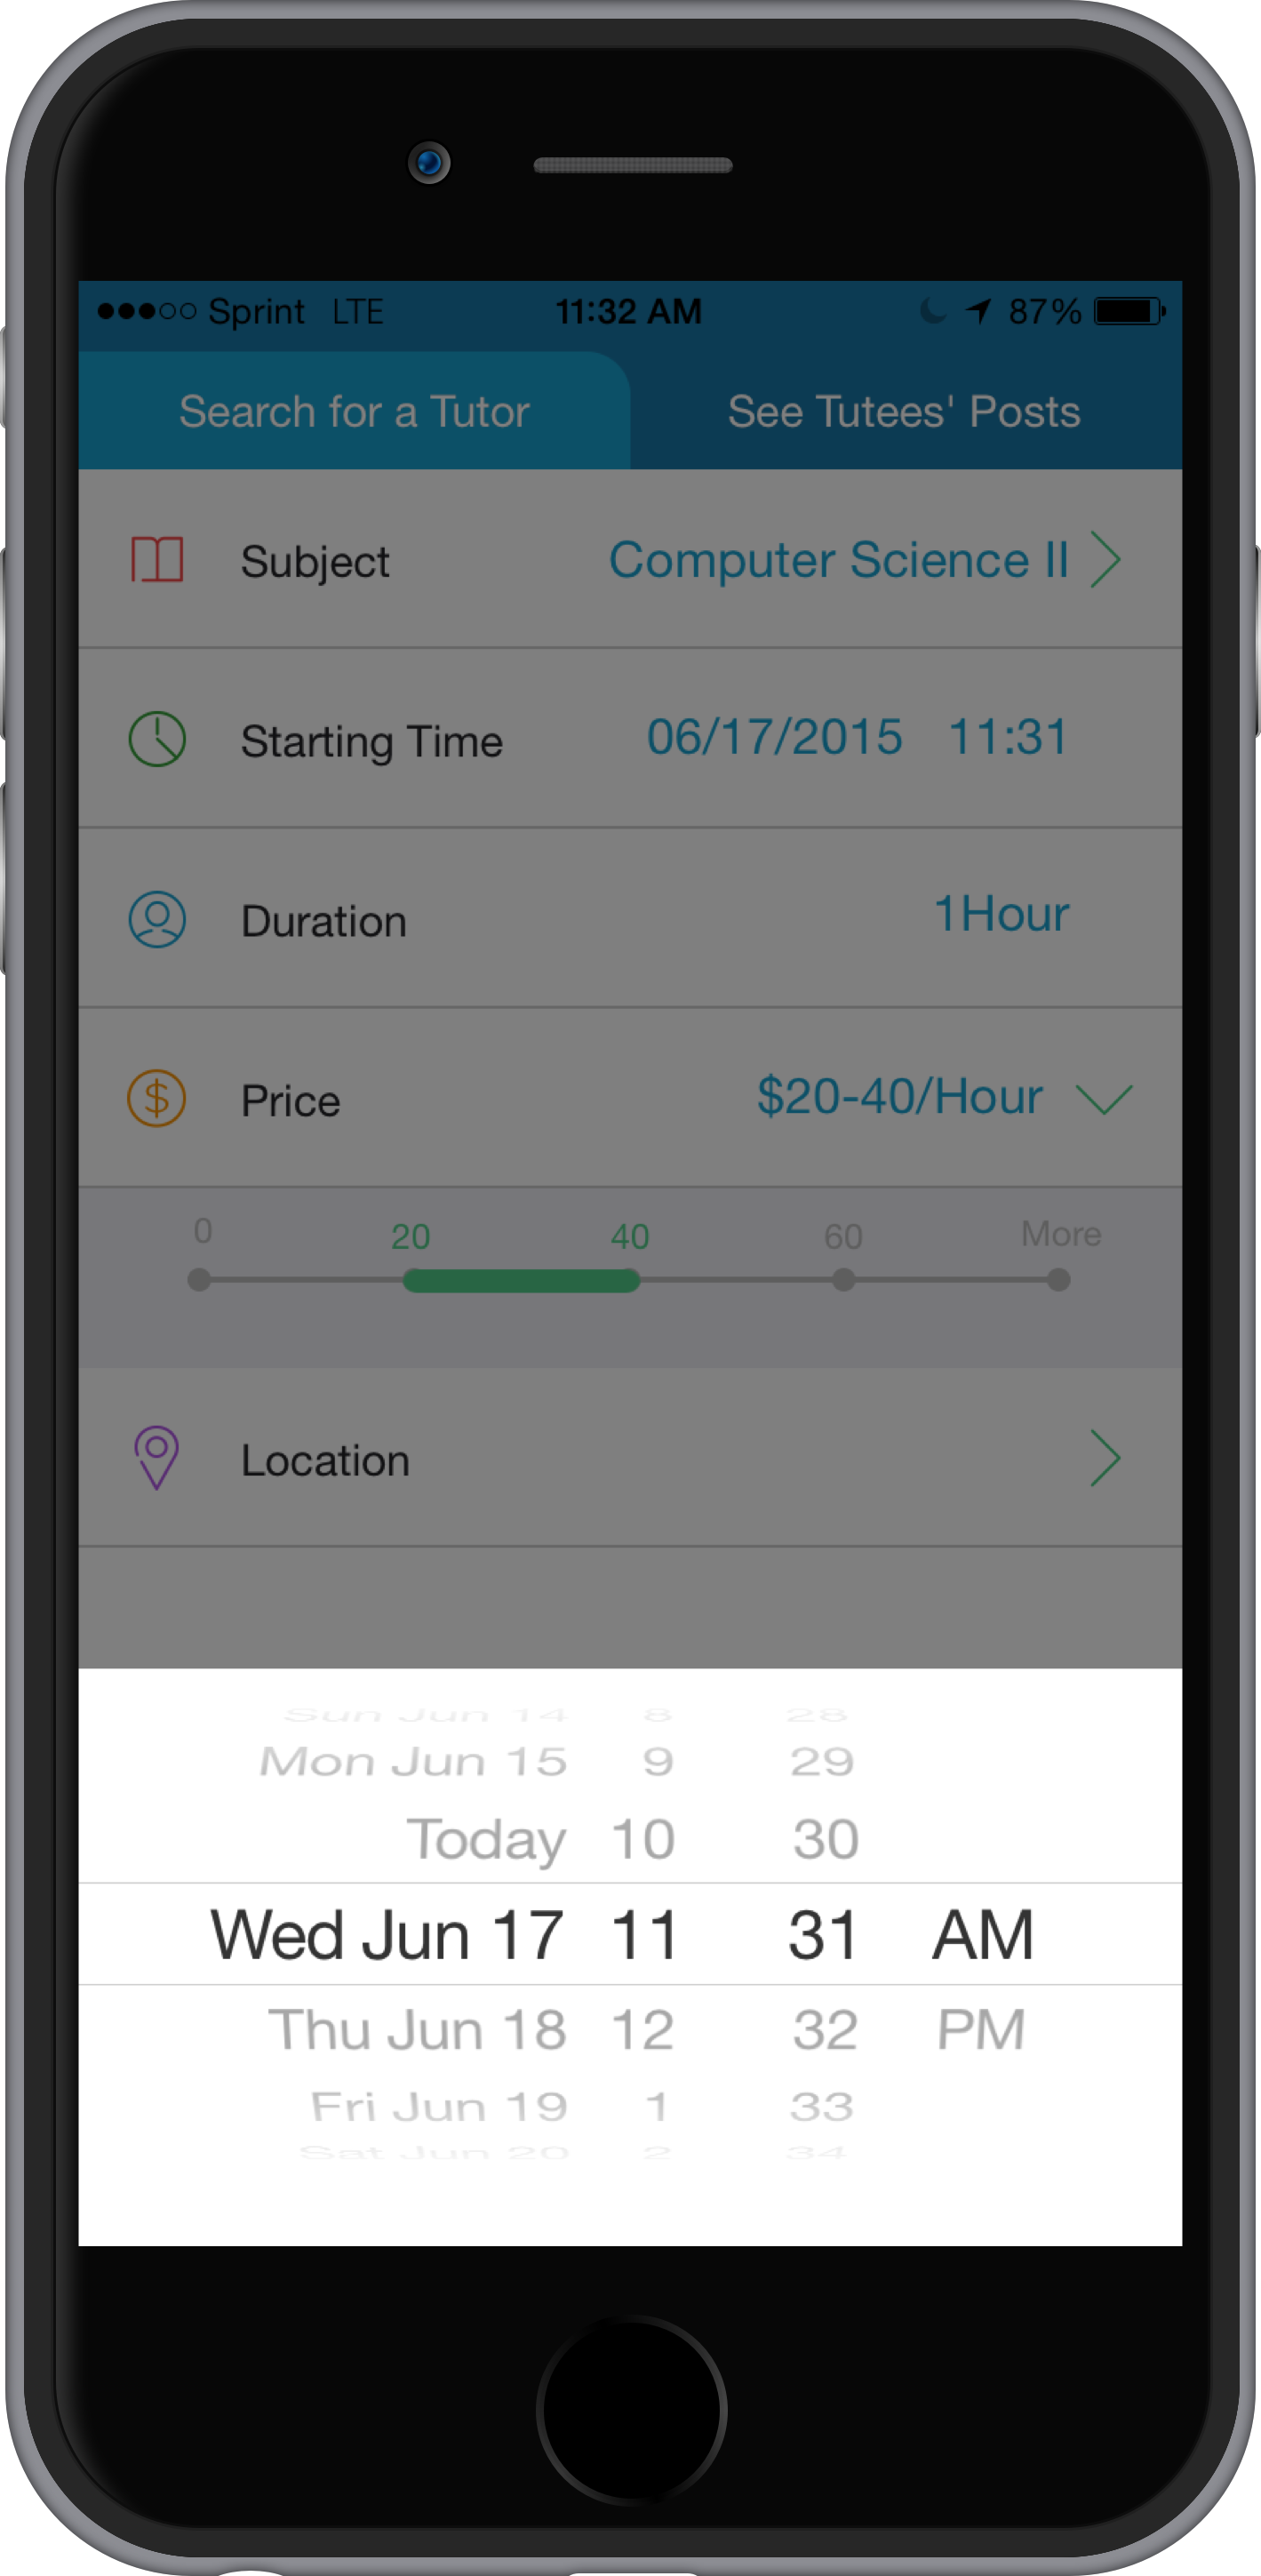 Sprint LTE 11:32 AM 87%
Search for a Tutor See Tutees' Posts
Subject Computer Science II
Starting Time 06/17/2015 11:31
Duration 1Hour
$ Price $20-40/Hour
0 20 40 60 More
Location
Sun Jun 14 8 28
Mon Jun 15 9 29
Today 10 30
Wed Jun 17 11 31 AM
Thu Jun 18 12 32 PM
Fri Jun 19 1 33
Sat Jun 20 2 34